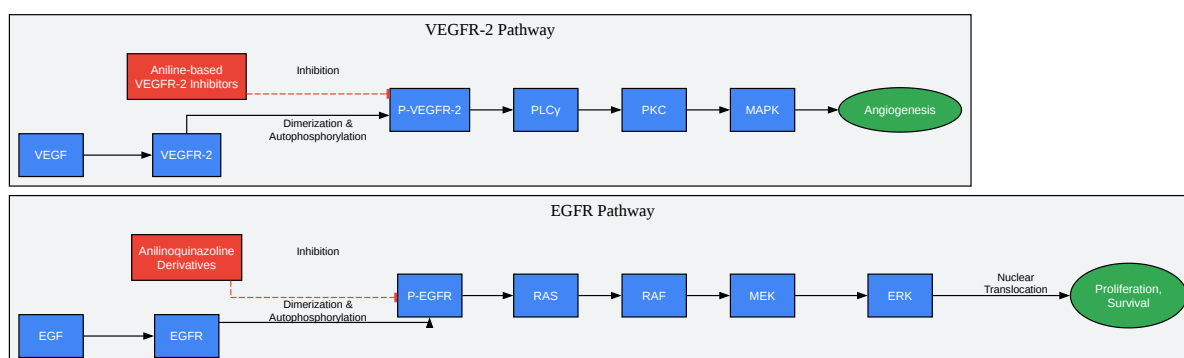 VEGFR-2 Pathway
Aniline-based
VEGFR-2 Inhibitors
Inhibition
P-VEGFR-2
PLCγ
PKC
MAPK
Angiogenesis
Dimerization &
Autophosphorylation
VEGF
VEGFR-2
EGFR Pathway
Anilinoquinazoline
Derivatives
Inhibition
P-EGFR
RAS
RAF
MEK
ERK
Nuclear
Translocation
Proliferation,
Survival
Dimerization &
Autophosphorylation
EGF
EGFR